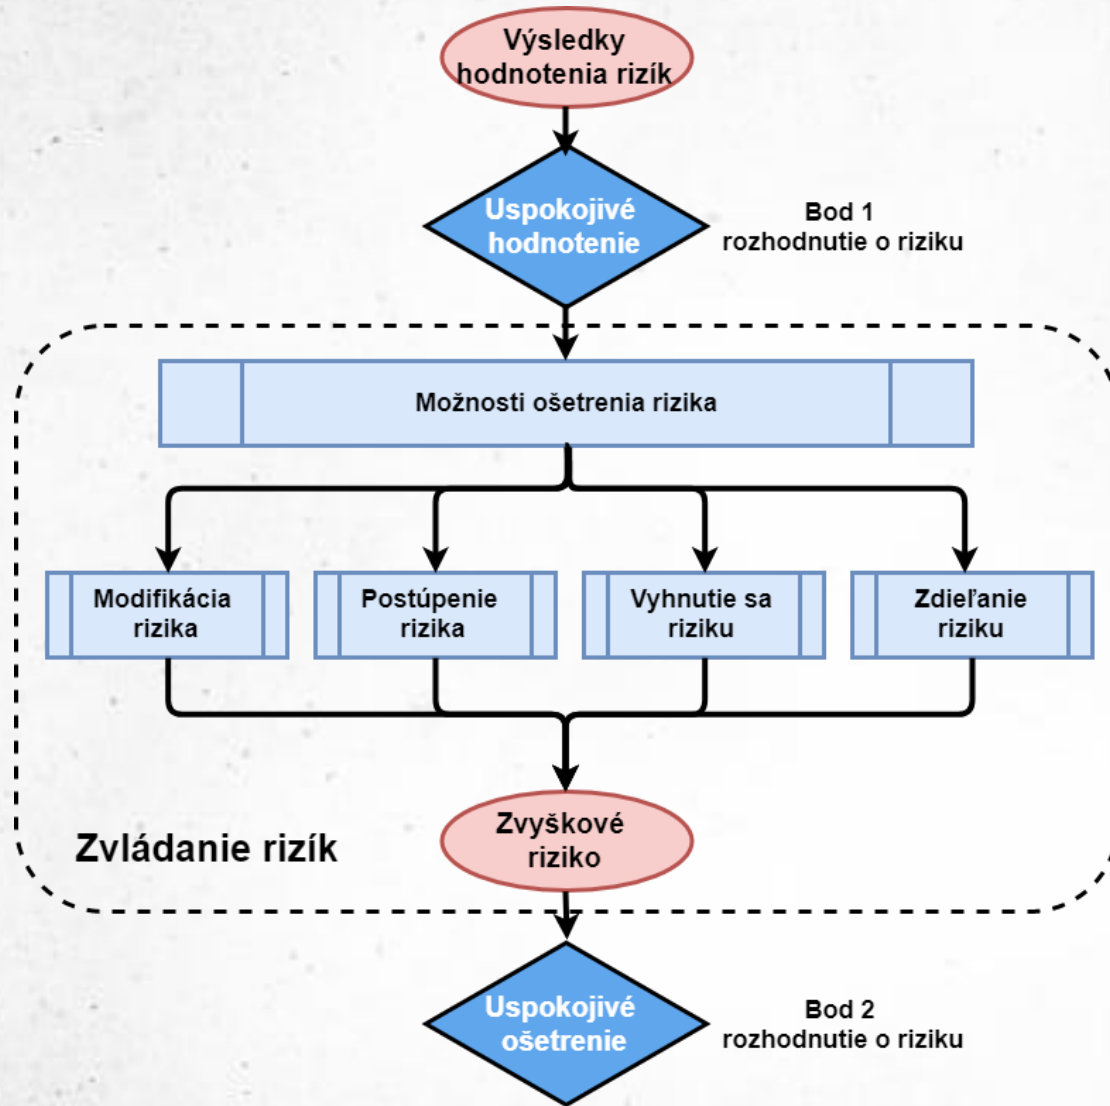 Výsledky
hodnotenia rizík
Uspokojivé
hodnotenie
Bod 1
rozhodnutie o riziku
Možnosti ošetrenia rizika
Modifikácia
rizika
Postúpenie
rizika
Vyhnutie sa
riziku
Zdieľanie
riziku
Zvyškové
riziko
Zvládanie rizík
Uspokojivé
ošetrenie
Bod 2
rozhodnutie o riziku